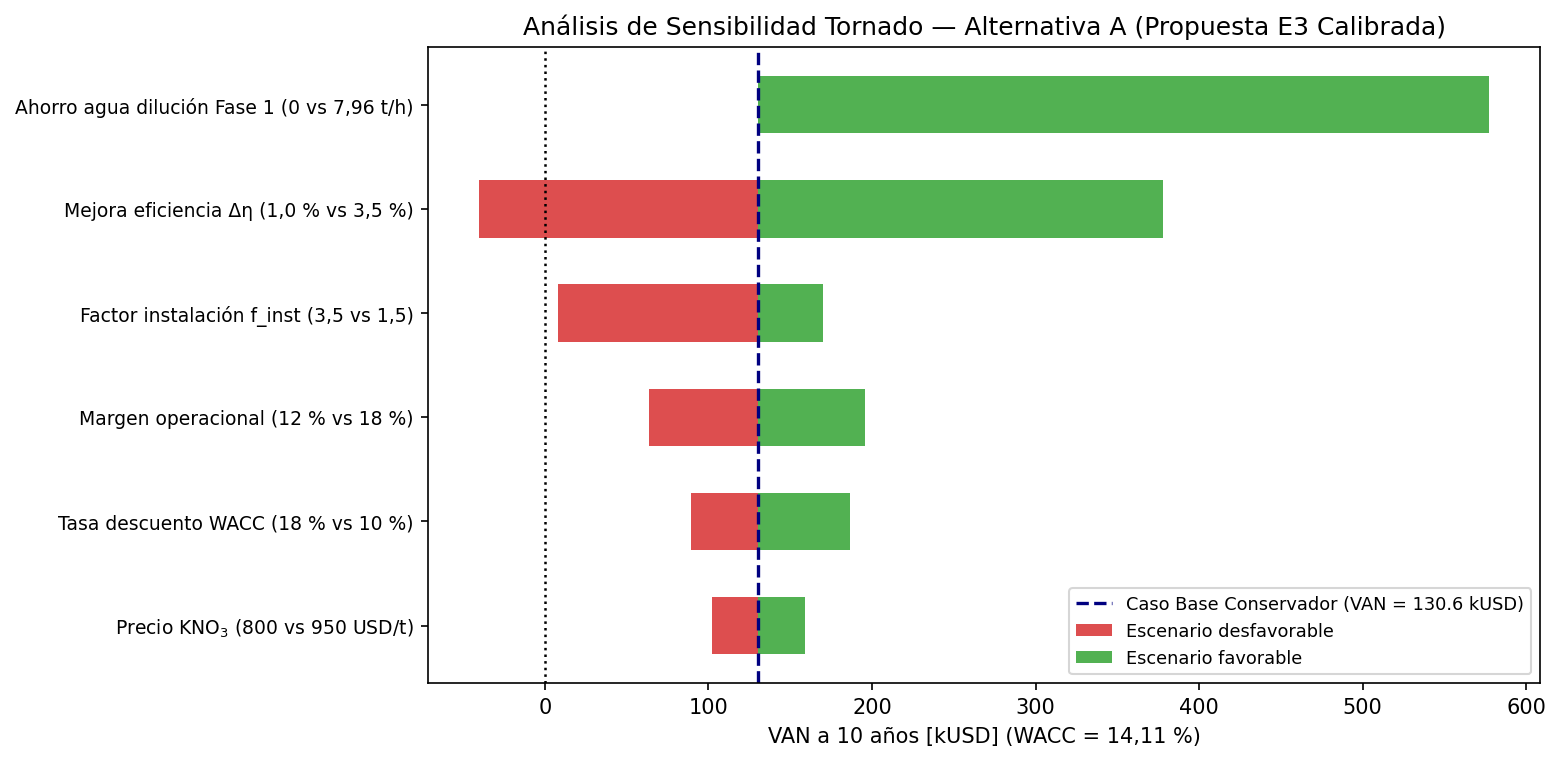 Análisis de Sensibilidad Tornado — Alternativa A (Propuesta E3 Calibrada)
Ahorro agua dilución Fase 1 (0 vs 7,96 t/h)
Mejora eficiencia Δη (1,0 % vs 3,5 %)
Factor instalación f_inst (3,5 vs 1,5)
Margen operacional (12 % vs 18 %)
Tasa descuento WACC (18 % vs 10 %)
Precio KNO₃ (800 vs 950 USD/t)
Caso Base Conservador (VAN = 130.6 kUSD)
Escenario desfavorable
Escenario favorable
0 100 200 300 400 500 600
VAN a 10 años [kUSD] (WACC = 14,11 %)